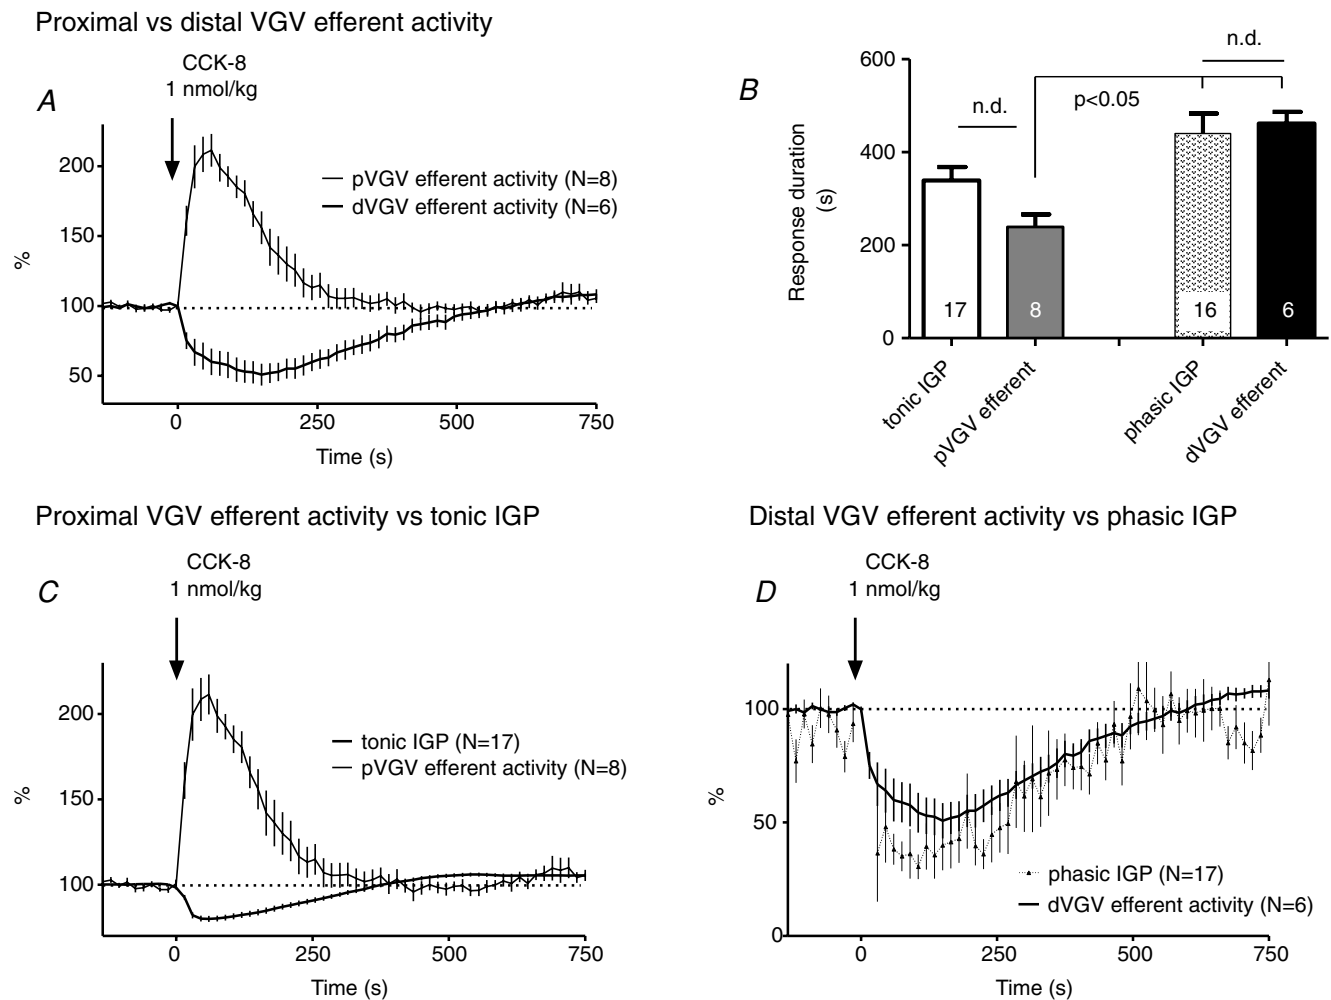 Proximal vs distal VGV efferent activity
CCK-8
1 nmol/kg
A
200
150
100
50
%
pVGV efferent activity (N=8)
dVGV efferent activity (N=6)
0
250
500
750
Time (s)
B
600
400
200
0
Response duration
(s)
n.d.
p<0.05
n.d.
17
8
16
6
tonic IGP
pVGV efferent
phasic IGP
dVGV efferent
Proximal VGV efferent activity vs tonic IGP
CCK-8
1 nmol/kg
C
200
150
100
%
tonic IGP (N=17)
pVGV efferent activity (N=8)
0
250
500
750
Time (s)
Distal VGV efferent activity vs phasic IGP
CCK-8
1 nmol/kg
D
100
50
0
%
phasic IGP (N=17)
dVGV efferent activity (N=6)
0
250
500
750
Time (s)